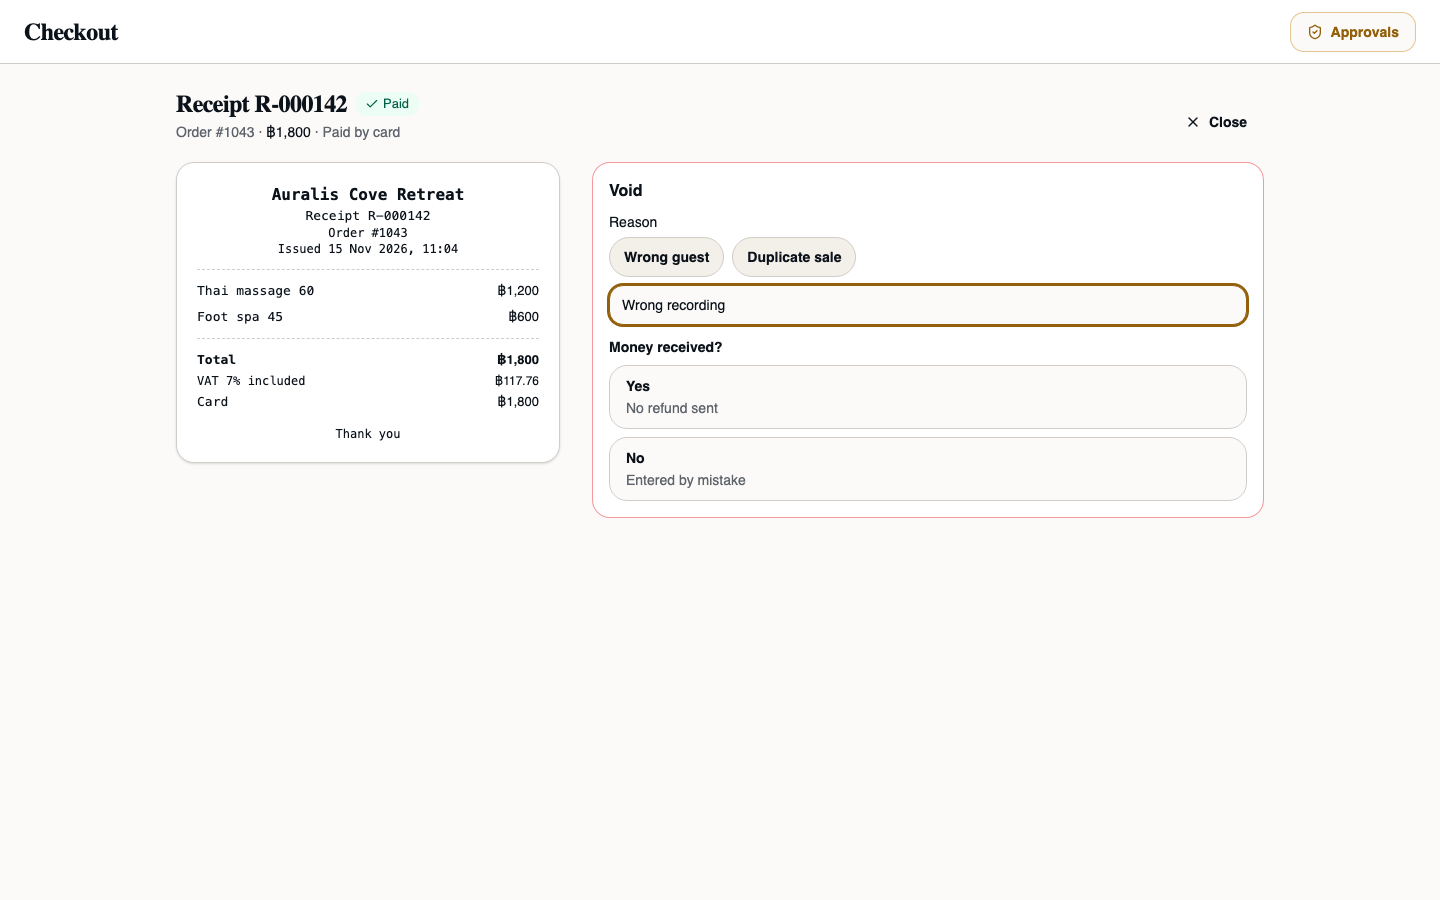 Checkout
Approvals
Receipt R-000142
Paid
Order #1043 · ฿1,800 · Paid by card
Close
Auralis Cove Retreat
Receipt R-000142
Order #1043
Issued 15 Nov 2026, 11:04
Thai massage 60 ฿1,200
Foot spa 45 ฿600
Total ฿1,800
VAT 7% included ฿117.76
Card ฿1,800
Thank you
Void
Reason
Wrong guest
Duplicate sale
Wrong recording
Money received?
Yes
No refund sent
No
Entered by mistake